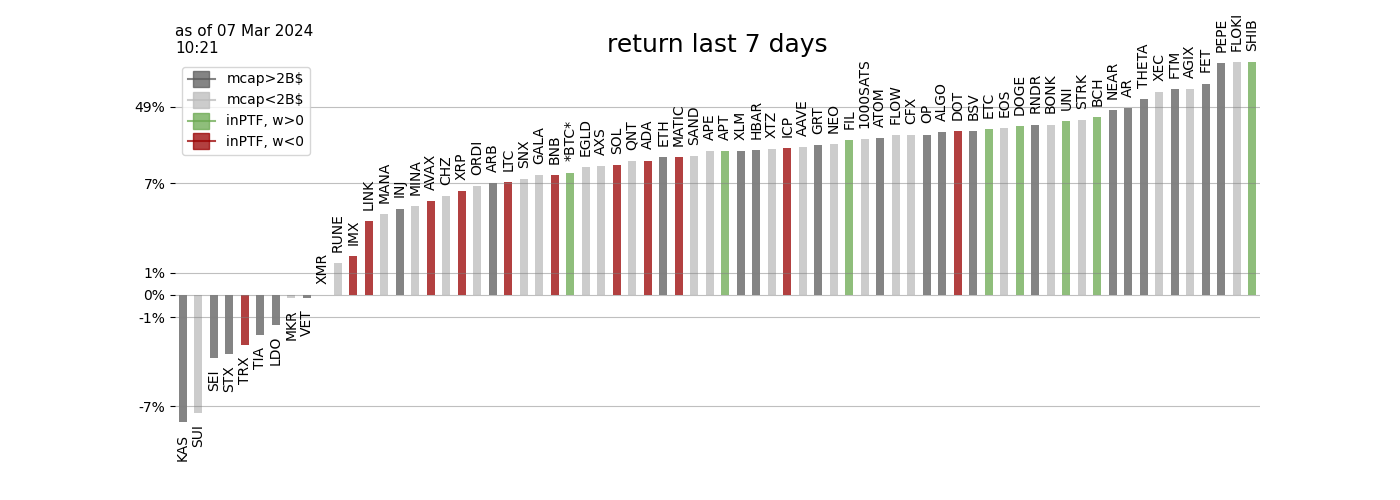 as of 07 Mar 2024
10:21
return last 7 days
mcap>2B$
mcap<2B$
inPTF, w>0
inPTF, w<0
49%
7%
1%
0%
-1%
-7%
KAS
SUI
SEI
STX
TRX
TIA
LDO
MKR
VET
XMR
RUNE
IMX
LINK
MANA
INJ
MINA
AVAX
CHZ
XRP
ORDI
ARB
LTC
SNX
GALA
BNB
*BTC*
EGLD
AXS
SOL
QNT
ADA
ETH
MATIC
SAND
APE
APT
XLM
HBAR
XTZ
ICP
AAVE
GRT
NEO
FIL
1000SATS
ATOM
FLOW
CFX
OP
ALGO
DOT
BSV
ETC
EOS
DOGE
RNDR
BONK
UNI
STRK
BCH
NEAR
AR
THETA
XEC
FTM
AGIX
FET
PEPE
FLOKI
SHIB